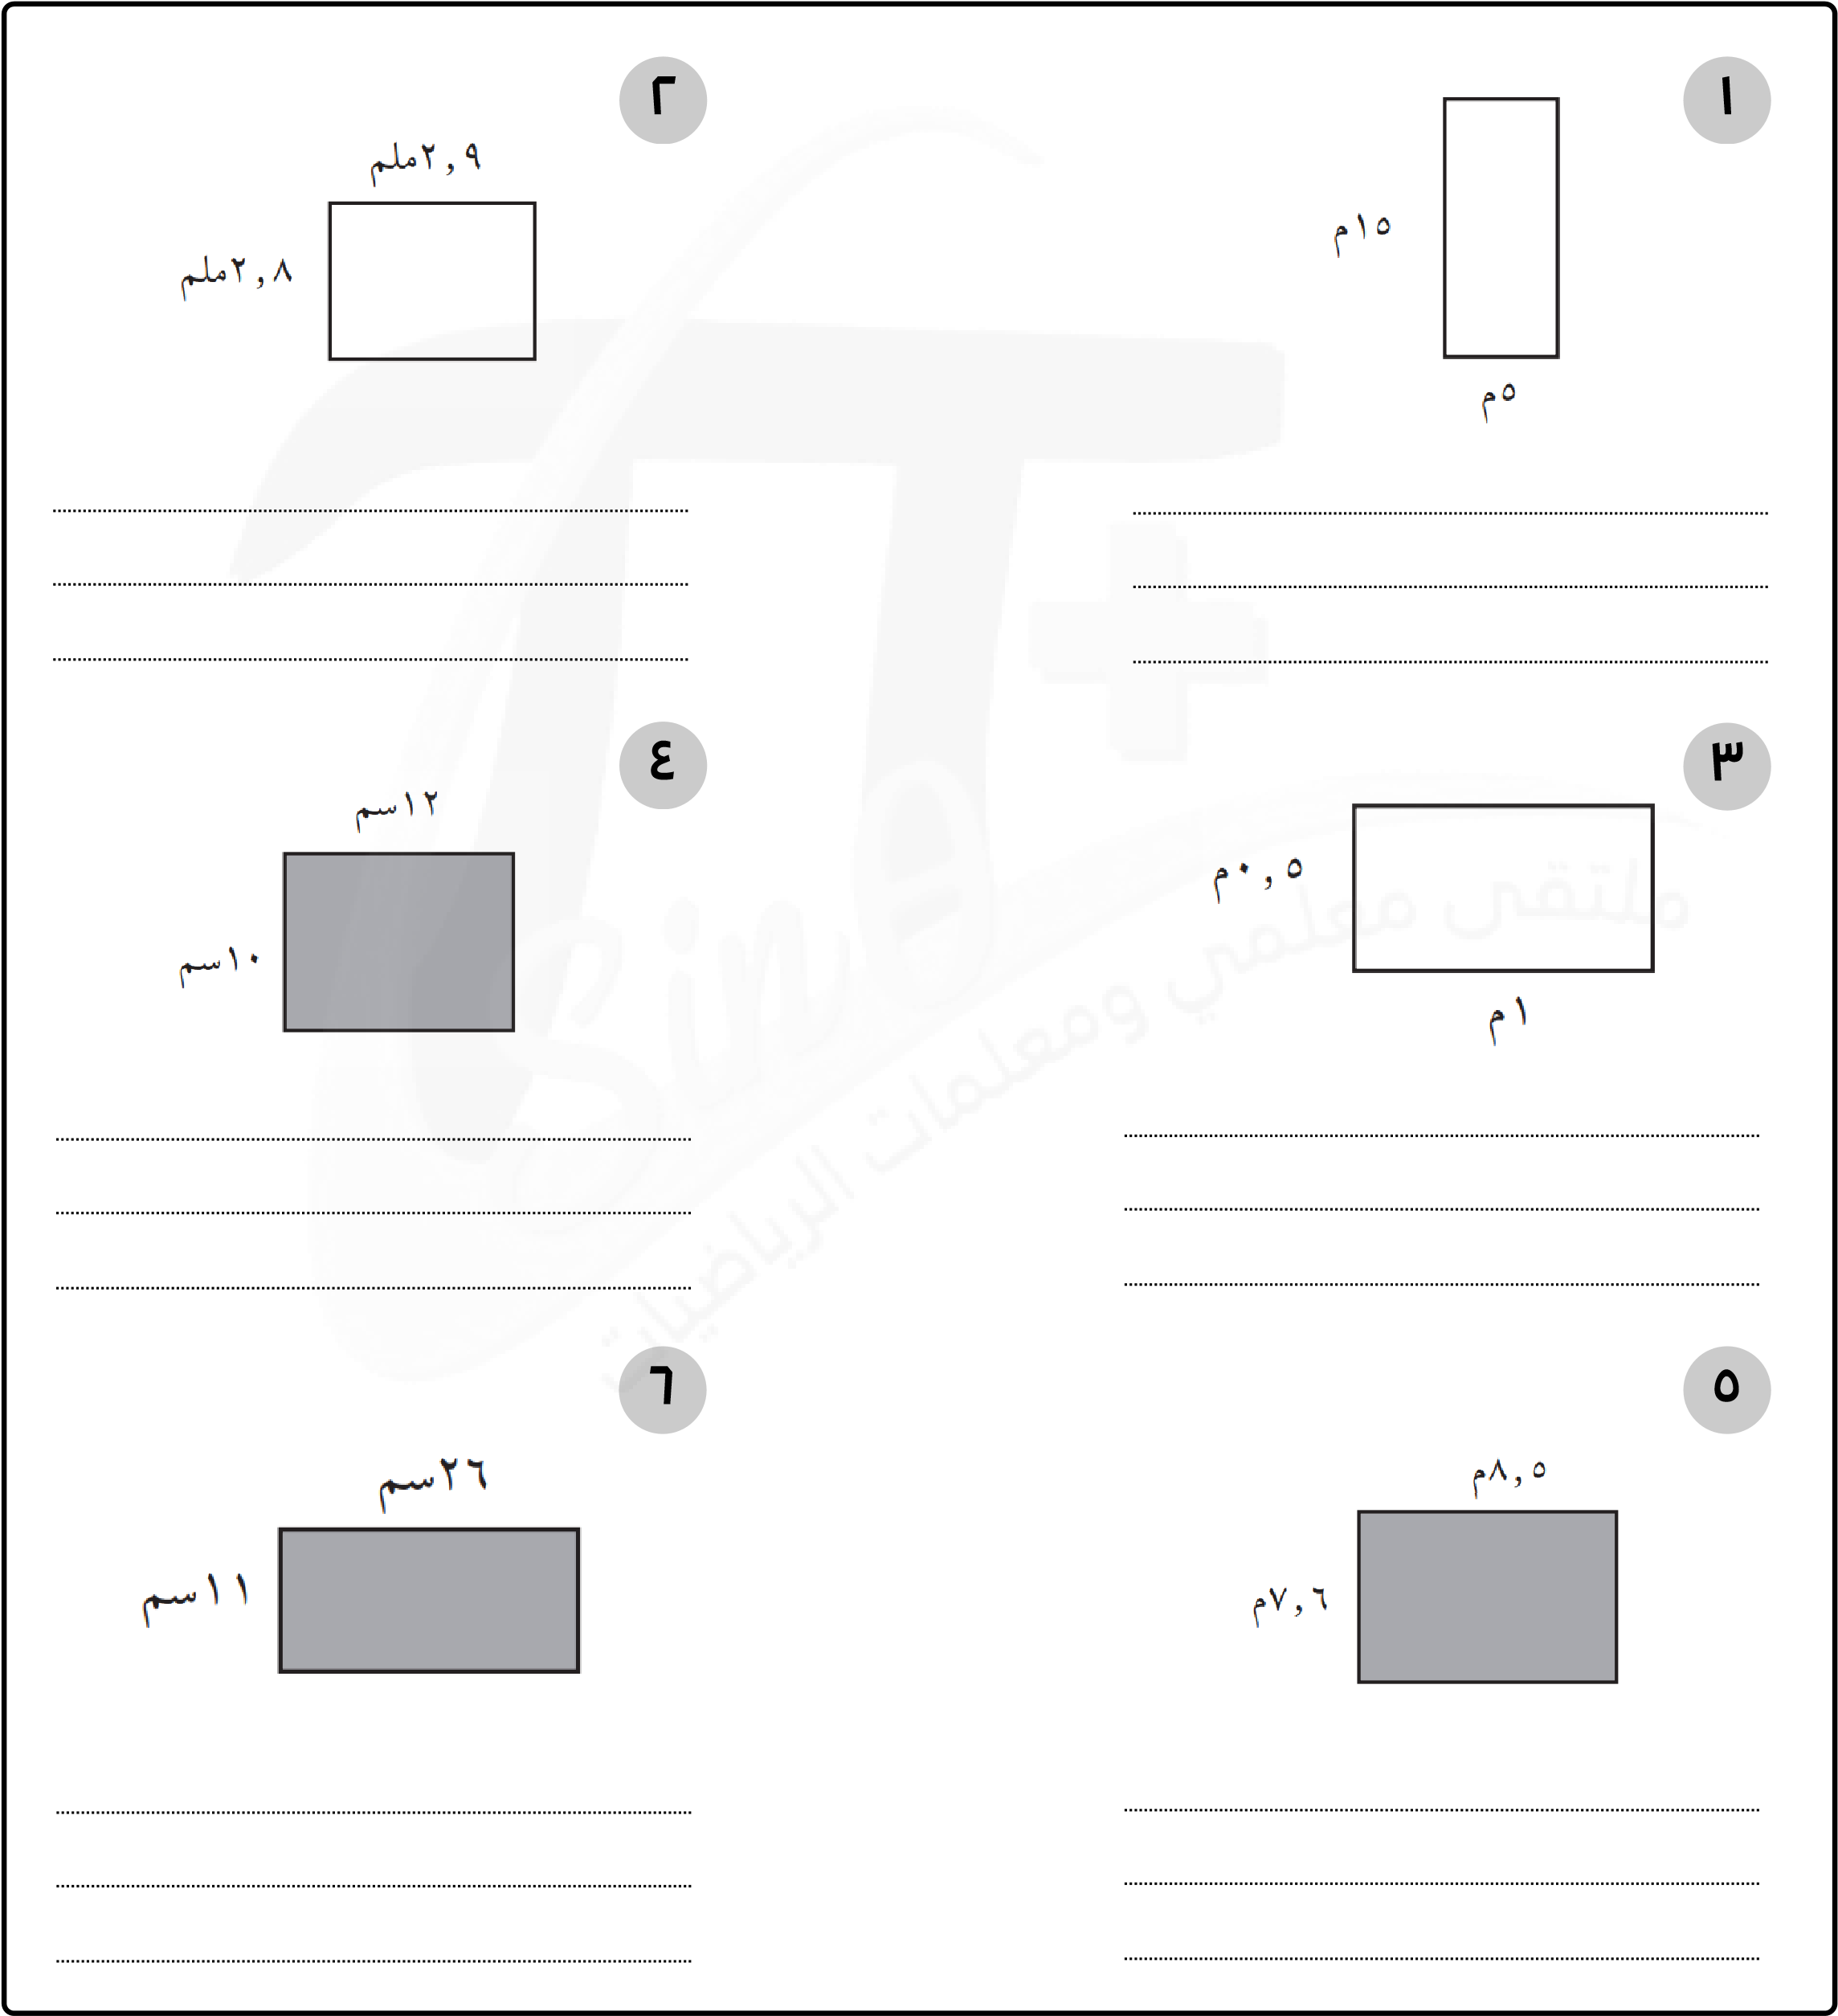 ١
١٥م
٥م
٢
٢,٩ملم
٢,٨ملم
٣
٠,٥م
١م
٤
١٢سم
١٠سم
٥
٨,٥م
٧,٦م
٦
٢٦سم
١١سم
sin θ
ملتقى معلمي ومعلمات الرياضيات